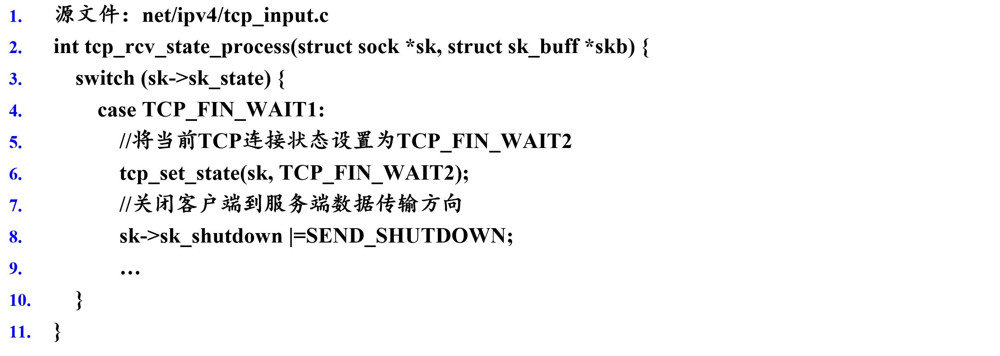 1. 源文件：net/ipv4/tcp_input.c
2. int tcp_rcv_state_process(struct sock *sk, struct sk_buff *skb) {
3. switch (sk->sk_state) {
4. case TCP_FIN_WAIT1:
5. //将当前TCP连接状态设置为TCP_FIN_WAIT2
6. tcp_set_state(sk, TCP_FIN_WAIT2);
7. //关闭客户端到服务端数据传输方向
8. sk->sk_shutdown |=SEND_SHUTDOWN;
9. …
10. }
11. }